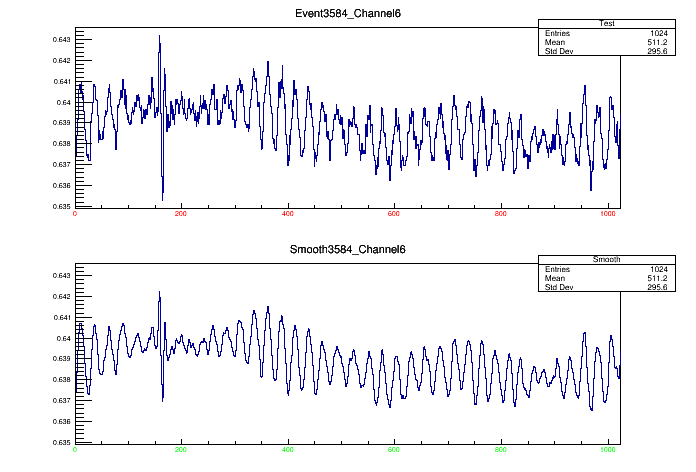 Event3584_Channel6
Test
Entries 1024
Mean 511.2
Std Dev 295.6
0.643
0.642
0.641
0.64
0.639
0.638
0.637
0.636
0.635
0 200 400 600 800 1000
Smooth3584_Channel6
Smooth
Entries 1024
Mean 511.2
Std Dev 295.6
0.643
0.642
0.641
0.64
0.639
0.638
0.637
0.636
0.635
0 200 400 600 800 1000